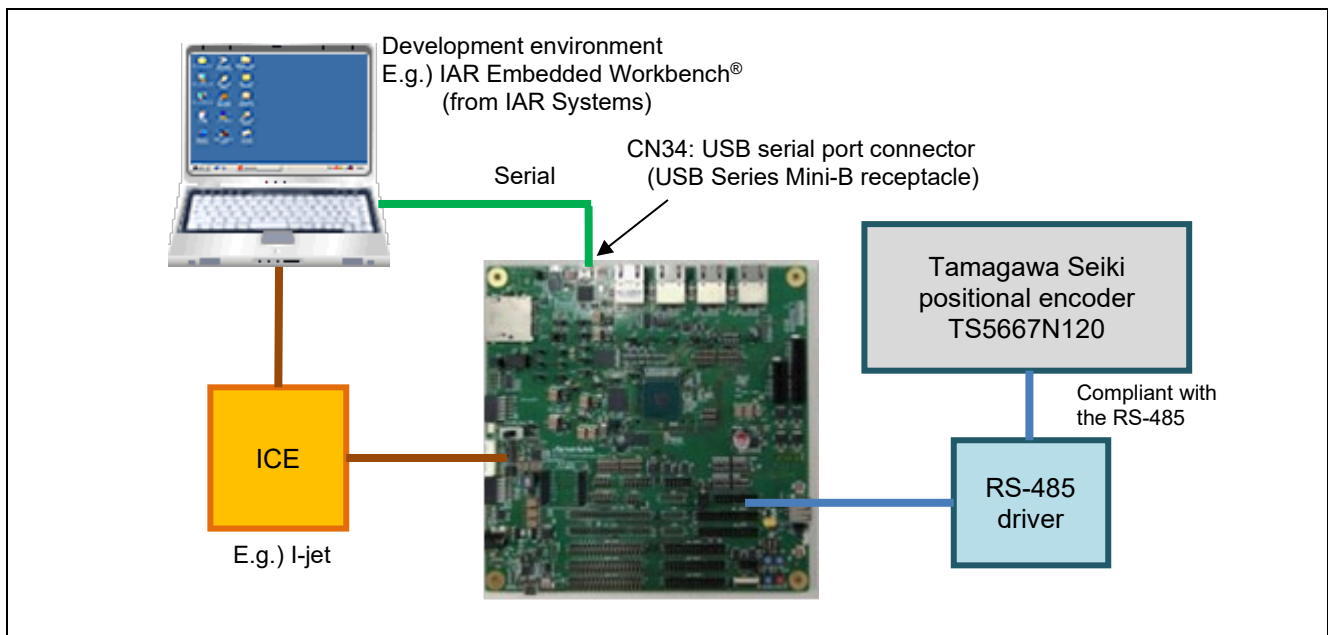 Development environment
E.g.) IAR Embedded Workbench®
(from IAR Systems)
CN34: USB serial port connector
(USB Series Mini-B receptacle)
Serial
Tamagawa Seiki
positional encoder
TS5667N120
Compliant with
the RS-485
ICE
RS-485
driver
E.g.) I-jet